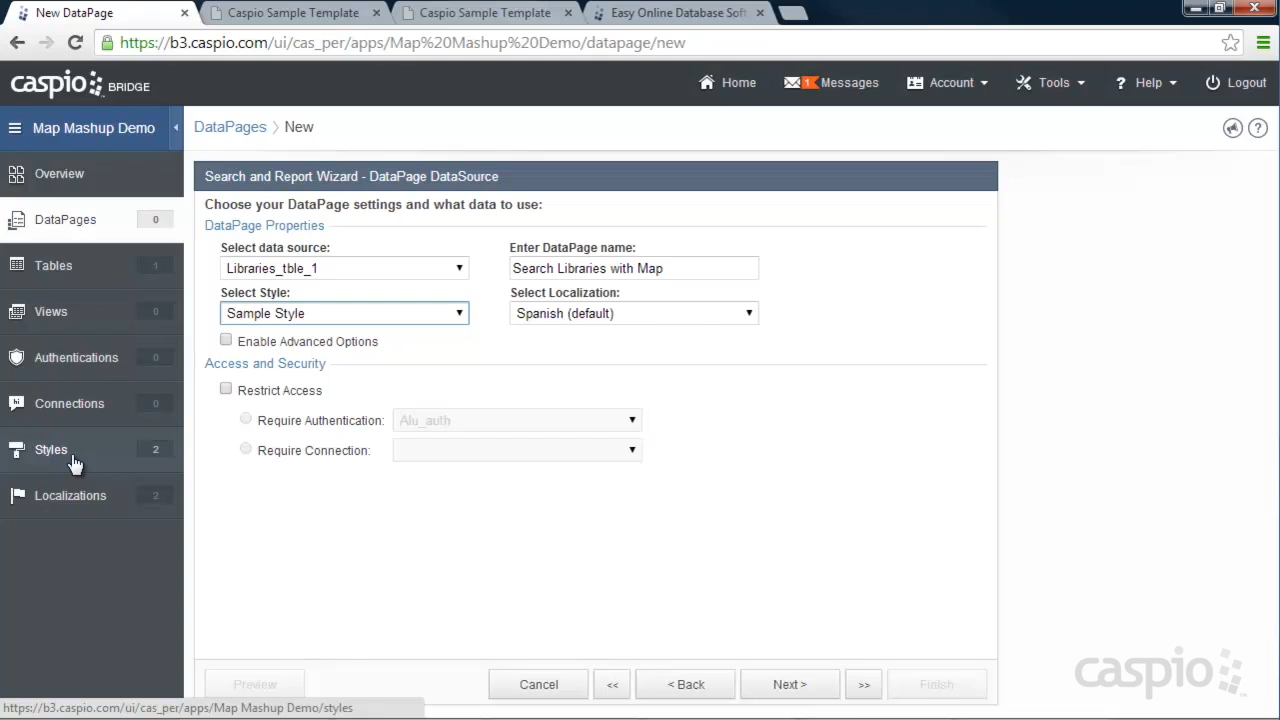 New DataPage
Caspio Sample Template
Caspio Sample Template
Easy Online Database Soft
https://b3.caspio.com/ui/cas_per/apps/Map%20Mashup%20Demo/datapage/new
caspio BRIDGE
Home
1 Messages
Account
Tools
? Help
Logout
Map Mashup Demo
DataPages > New
?
Overview
DataPages 0
Tables 1
Views 0
Authentications 0
hi Connections 0
Styles 2
Localizations 2
Search and Report Wizard - DataPage DataSource
Choose your DataPage settings and what data to use:
DataPage Properties
Select data source: Enter DataPage name:
Libraries_tble_1 Search Libraries with Map
Select Style: Select Localization:
Sample Style Spanish (default)
Enable Advanced Options
Access and Security
Restrict Access
Require Authentication: Alu_auth
Require Connection:
Preview Cancel << < Back Next > >> Finish
caspio
https://b3.caspio.com/ui/cas_per/apps/Map Mashup Demo/styles